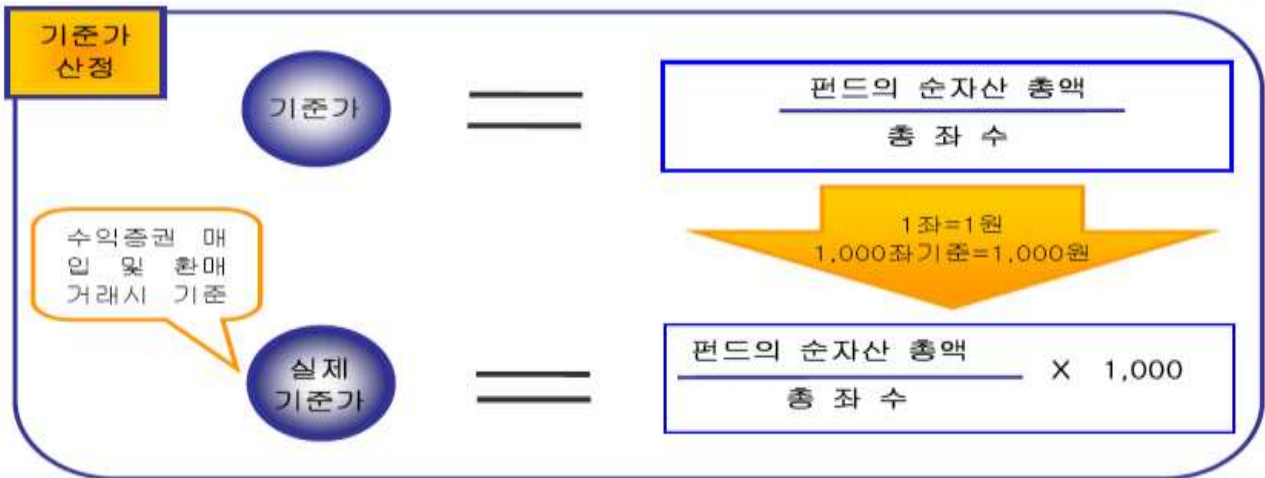 기준가
산정
기준가
펀드의 순자산 총액
총 좌 수
1좌=1원
1,000좌기준=1,000원
수익증권 매
입 및 환매
거래시 기준
실제
기준가
펀드의 순자산 총액
X 1,000
총 좌 수